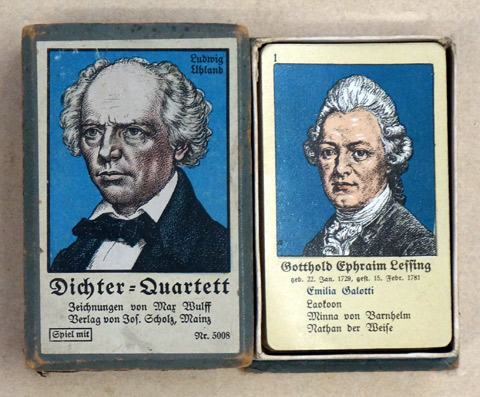 Ludwig
Uhland
Dichter-Quartett
Zeichnungen von Max Wulff
Verlag von Jos. Scholz, Mainz
Spiel mit
Nr. 5008
1
Gotthold Ephraim Lessing
geb. 22. Jan. 1729, gest. 15. Febr. 1781
Emilia Galotti
Laokoon
Minna von Barnhelm
Nathan der Weise